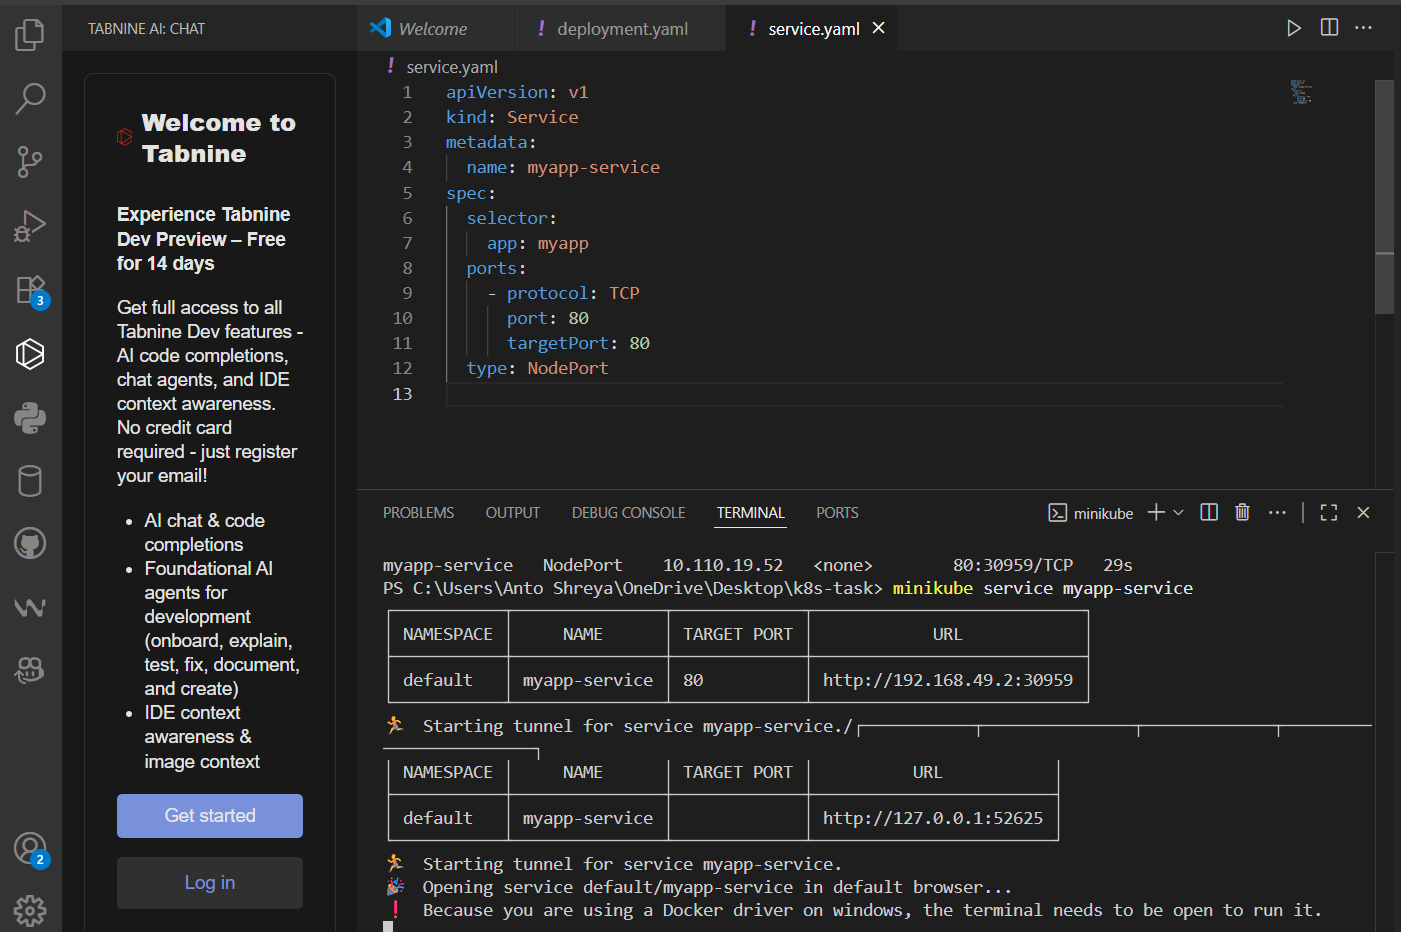 TABNINE AI: CHAT
Welcome to
Tabnine
Experience Tabnine
Dev Preview – Free
for 14 days
Get full access to all
Tabnine Dev features -
AI code completions,
chat agents, and IDE
context awareness.
No credit card
required - just register
your email!
• AI chat & code
completions
• Foundational AI
agents for
development
(onboard, explain,
test, fix, document,
and create)
• IDE context
awareness &
image context
Get started
Log in
3
2
Welcome
! deployment.yaml
! service.yaml
! service.yaml
1 apiVersion: v1
2 kind: Service
3 metadata:
4   name: myapp-service
5 spec:
6   selector:
7     app: myapp
8   ports:
9     - protocol: TCP
10       port: 80
11       targetPort: 80
12   type: NodePort
13
PROBLEMS OUTPUT DEBUG CONSOLE TERMINAL PORTS
minikube
myapp-service NodePort 10.110.19.52 <none> 80:30959/TCP 29s
PS C:\Users\Anto Shreya\OneDrive\Desktop\k8s-task> minikube service myapp-service
NAMESPACE NAME TARGET PORT URL
default myapp-service 80 http://192.168.49.2:30959
🏃 Starting tunnel for service myapp-service./
NAMESPACE NAME TARGET PORT URL
default myapp-service http://127.0.0.1:52625
🏃 Starting tunnel for service myapp-service.
🎉 Opening service default/myapp-service in default browser...
❗ Because you are using a Docker driver on windows, the terminal needs to be open to run it.